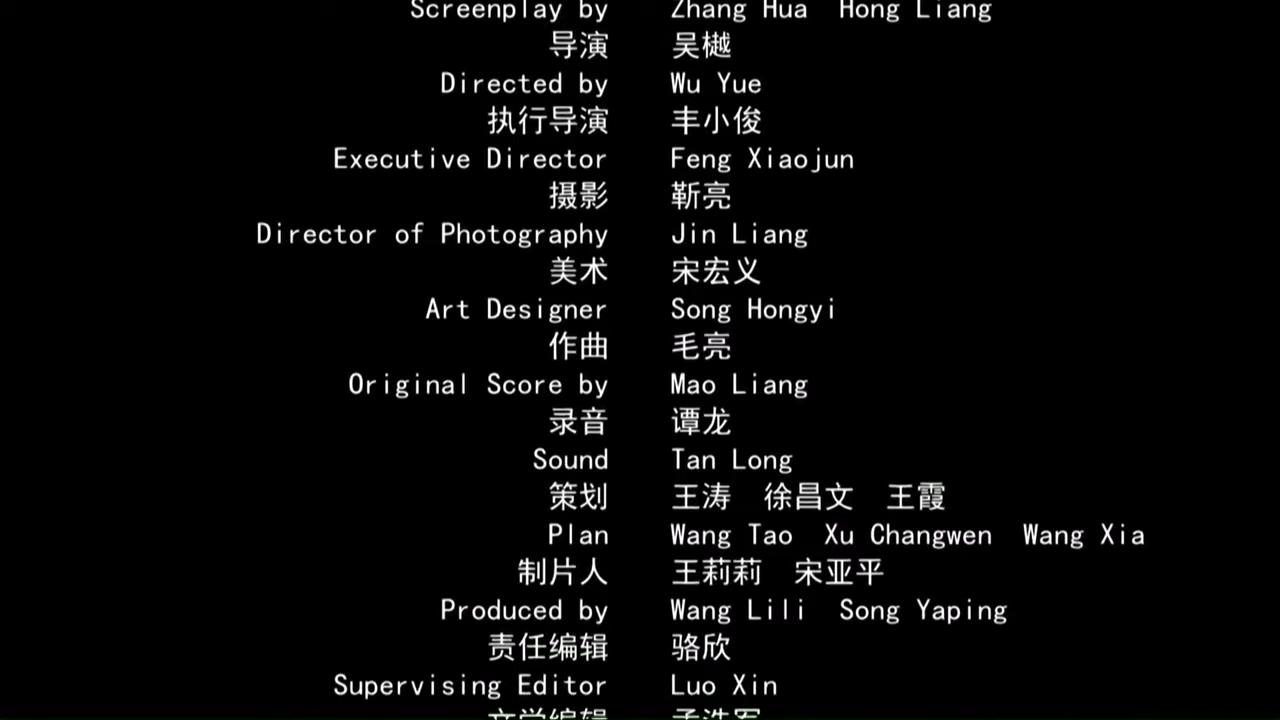 Screenplay by Zhang Hua Hong Liang
导演 吴樾
Directed by Wu Yue
执行导演 丰小俊
Executive Director Feng Xiaojun
摄影 靳亮
Director of Photography Jin Liang
美术 宋宏义
Art Designer Song Hongyi
作曲 毛亮
Original Score by Mao Liang
录音 谭龙
Sound Tan Long
策划 王涛 徐昌文 王霞
Plan Wang Tao Xu Changwen Wang Xia
制片人 王莉莉 宋亚平
Produced by Wang Lili Song Yaping
责任编辑 骆欣
Supervising Editor Luo Xin
文学编辑